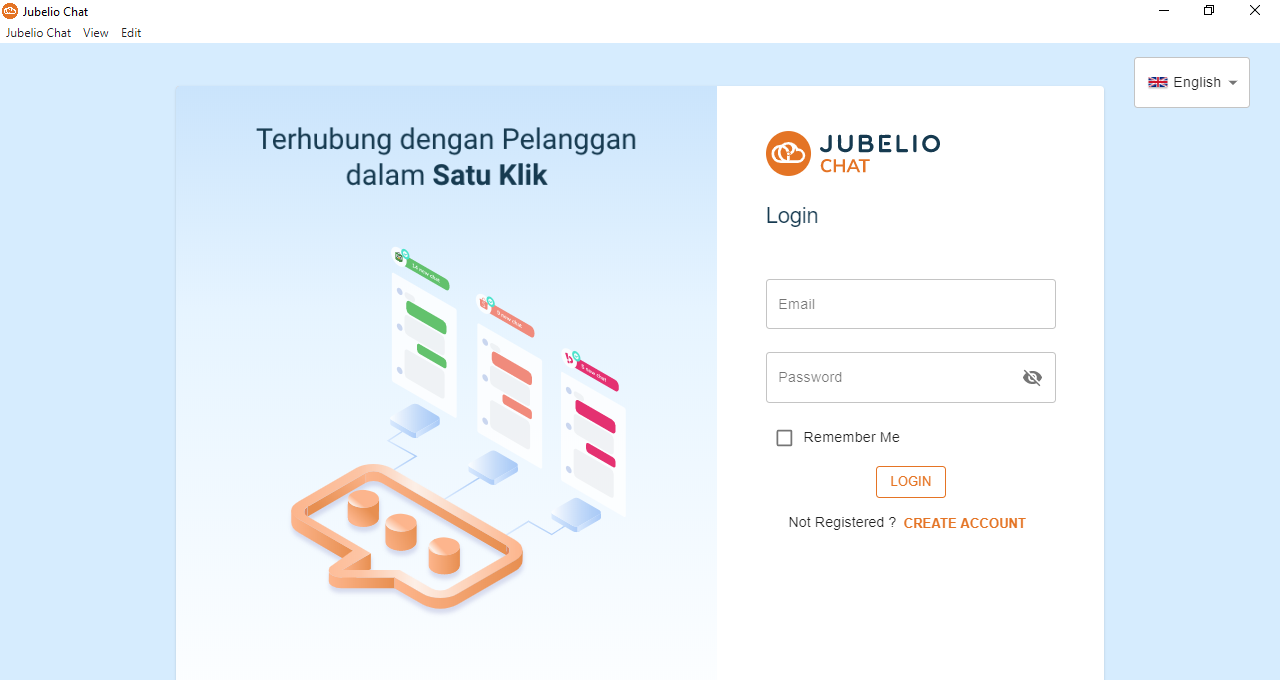 Jubelio Chat
Jubelio Chat View Edit
English
Terhubung dengan Pelanggan
dalam Satu Klik
14 new chat
9 new chat
5 new chat
JUBELIO
CHAT
Login
Email
Password
Remember Me
LOGIN
Not Registered ? CREATE ACCOUNT